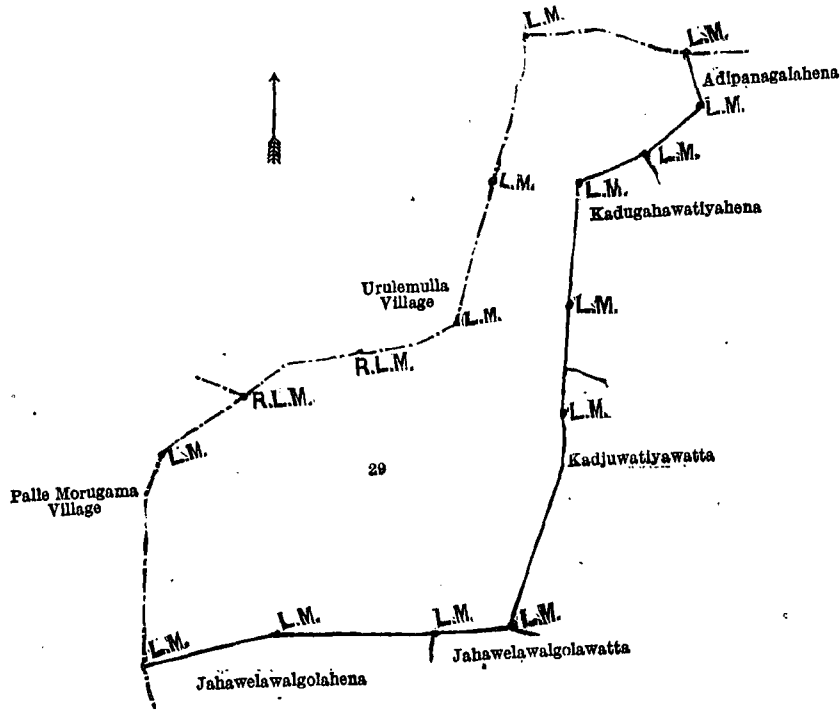 L.M.
L.M.
Adipanagalahena
L.M.
L.M.
L.M.
L.M.
Kadugahawatiyahena
Urulemulla
Village
L.M.
L.M.
R.L.M.
R.L.M.
L.M.
L.M.
Kadjuwatiyawatta
29
Palle Morugama
Village
L.M.
L.M.
L.M.
L.M.
Jahawelawalgolawatta
Jahawelawalgolahena